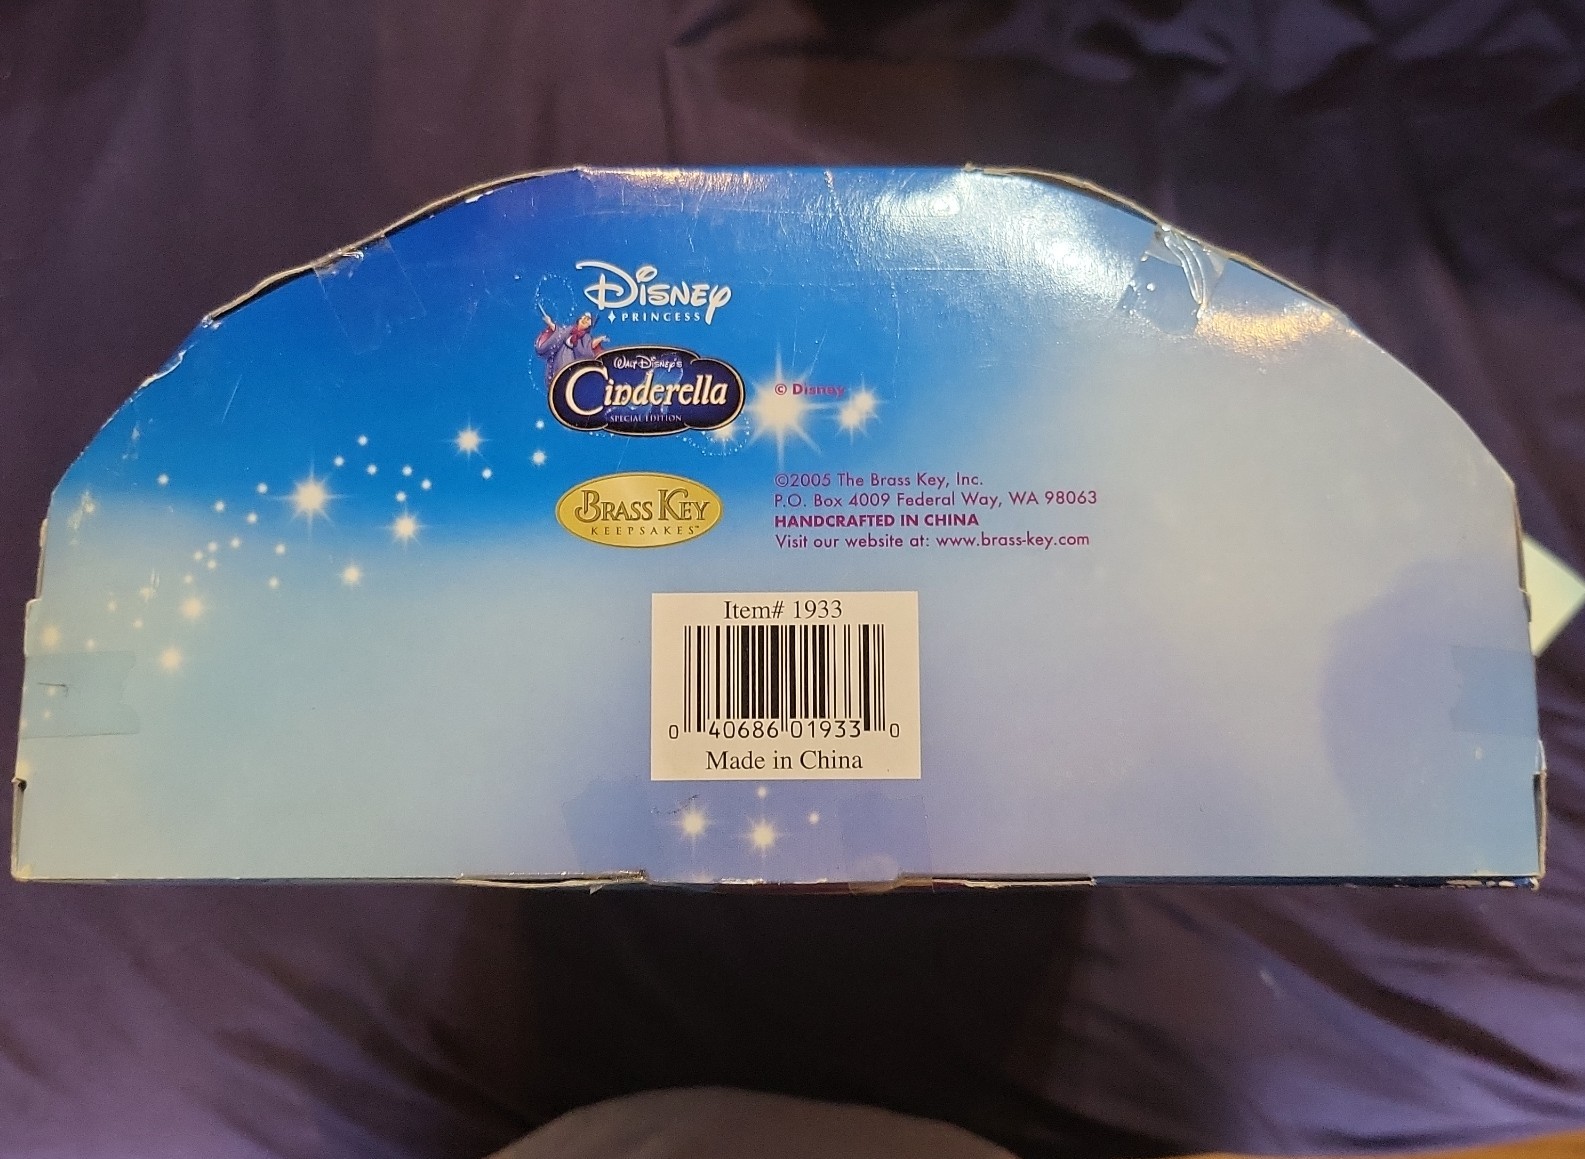 Disney
PRINCESS
Walt Disney's
Cinderella
SPECIAL EDITION
© Disney
BRASS KEY
KEEPSAKES™
©2005 The Brass Key, Inc.
P.O. Box 4009 Federal Way, WA 98063
HANDCRAFTED IN CHINA
Visit our website at: www.brass-key.com
Item# 1933
0 40686 01933 0
Made in China